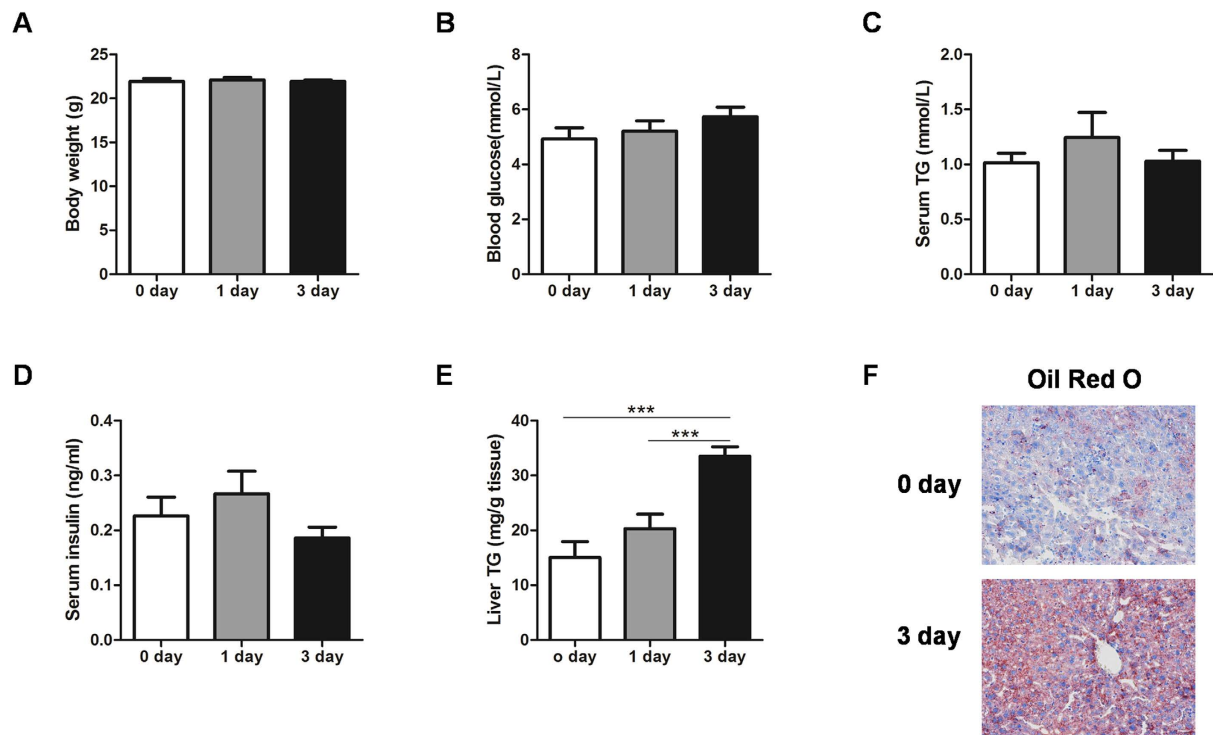 A
Body weight (g)
25
20
15
10
5
0
0 day 1 day 3 day
B
Blood glucose(mmol/L)
8
6
4
2
0
0 day 1 day 3 day
C
Serum TG (mmol/L)
2.0
1.5
1.0
0.5
0.0
0 day 1 day 3 day
D
Serum insulin (ng/ml)
0.4
0.3
0.2
0.1
0.0
0 day 1 day 3 day
E
Liver TG (mg/g tissue)
40
30
20
10
0
***
***
o day 1 day 3 day
F
Oil Red O
0 day
3 day